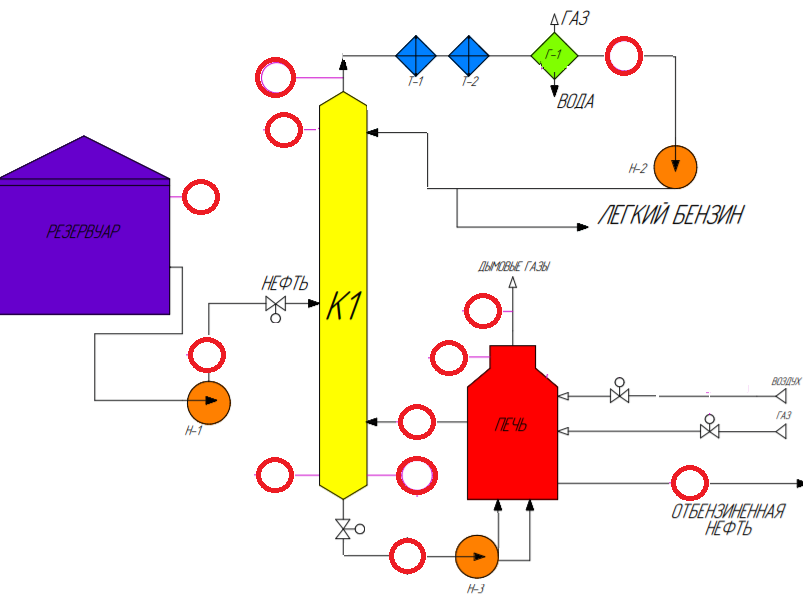 ГАЗ
Г-1
Т-1
Т-2
ВОДА
Н-2
РЕЗЕРВУАР
ЛЕГКИЙ БЕНЗИН
ДЫМОВЫЕ ГАЗЫ
НЕФТЬ
К1
ВОЗДУХ
ГАЗ
Н-1
ПЕЧЬ
ОТБЕНЗИНЕННАЯ
НЕФТЬ
Н-3